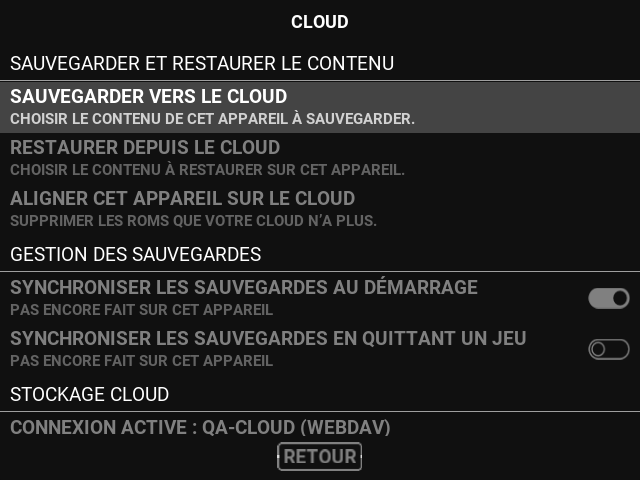 CLOUD
SAUVEGARDER ET RESTAURER LE CONTENU
SAUVEGARDER VERS LE CLOUD
CHOISIR LE CONTENU DE CET APPAREIL À SAUVEGARDER.
RESTAURER DEPUIS LE CLOUD
CHOISIR LE CONTENU À RESTAURER SUR CET APPAREIL.
ALIGNER CET APPAREIL SUR LE CLOUD
SUPPRIMER LES ROMS QUE VOTRE CLOUD N’A PLUS.
GESTION DES SAUVEGARDES
SYNCHRONISER LES SAUVEGARDES AU DÉMARRAGE
PAS ENCORE FAIT SUR CET APPAREIL
SYNCHRONISER LES SAUVEGARDES EN QUITTANT UN JEU
PAS ENCORE FAIT SUR CET APPAREIL
STOCKAGE CLOUD
CONNEXION ACTIVE : QA-CLOUD (WEBDAV)
RETOUR